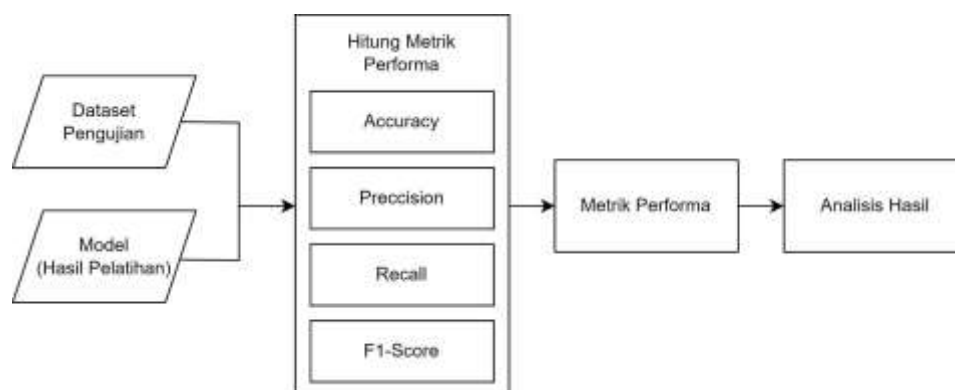 Dataset
Pengujian
Model
(Hasil Pelatihan)
Hitung Metrik
Performa
Accuracy
Preccision
Recall
F1-Score
Metrik Performa
Analisis Hasil